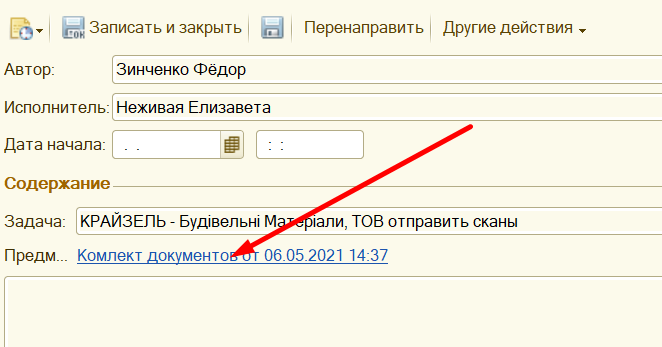 Записать и закрыть Перенаправить Другие действия
Автор: Зинченко Фёдор
Исполнитель: Неживая Елизавета
Дата начала: . . : :
Содержание
Задача: КРАЙЗЕЛЬ - Будівельні Матеріали, ТОВ отправить сканы
Предм... Комлект документов от 06.05.2021 14:37